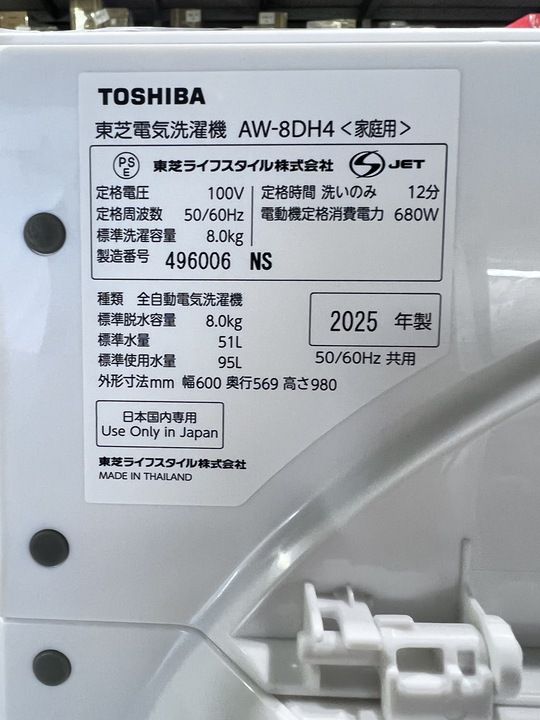 TOSHIBA
東芝電気洗濯機 AW-8DH4 <家庭用>
PSE 東芝ライフスタイル株式会社 S JET
定格電圧 100V 定格時間 洗いのみ 12分
定格周波数 50/60Hz 電動機定格消費電力 680W
標準洗濯容量 8.0kg
製造番号 496006 NS
種類 全自動電気洗濯機
標準脱水容量 8.0kg 2025 年製
標準水量 51L
標準使用水量 95L 50/60Hz 共用
外形寸法mm 幅600 奥行569 高さ980
日本国内専用
Use Only in Japan
東芝ライフスタイル株式会社
MADE IN THAILAND